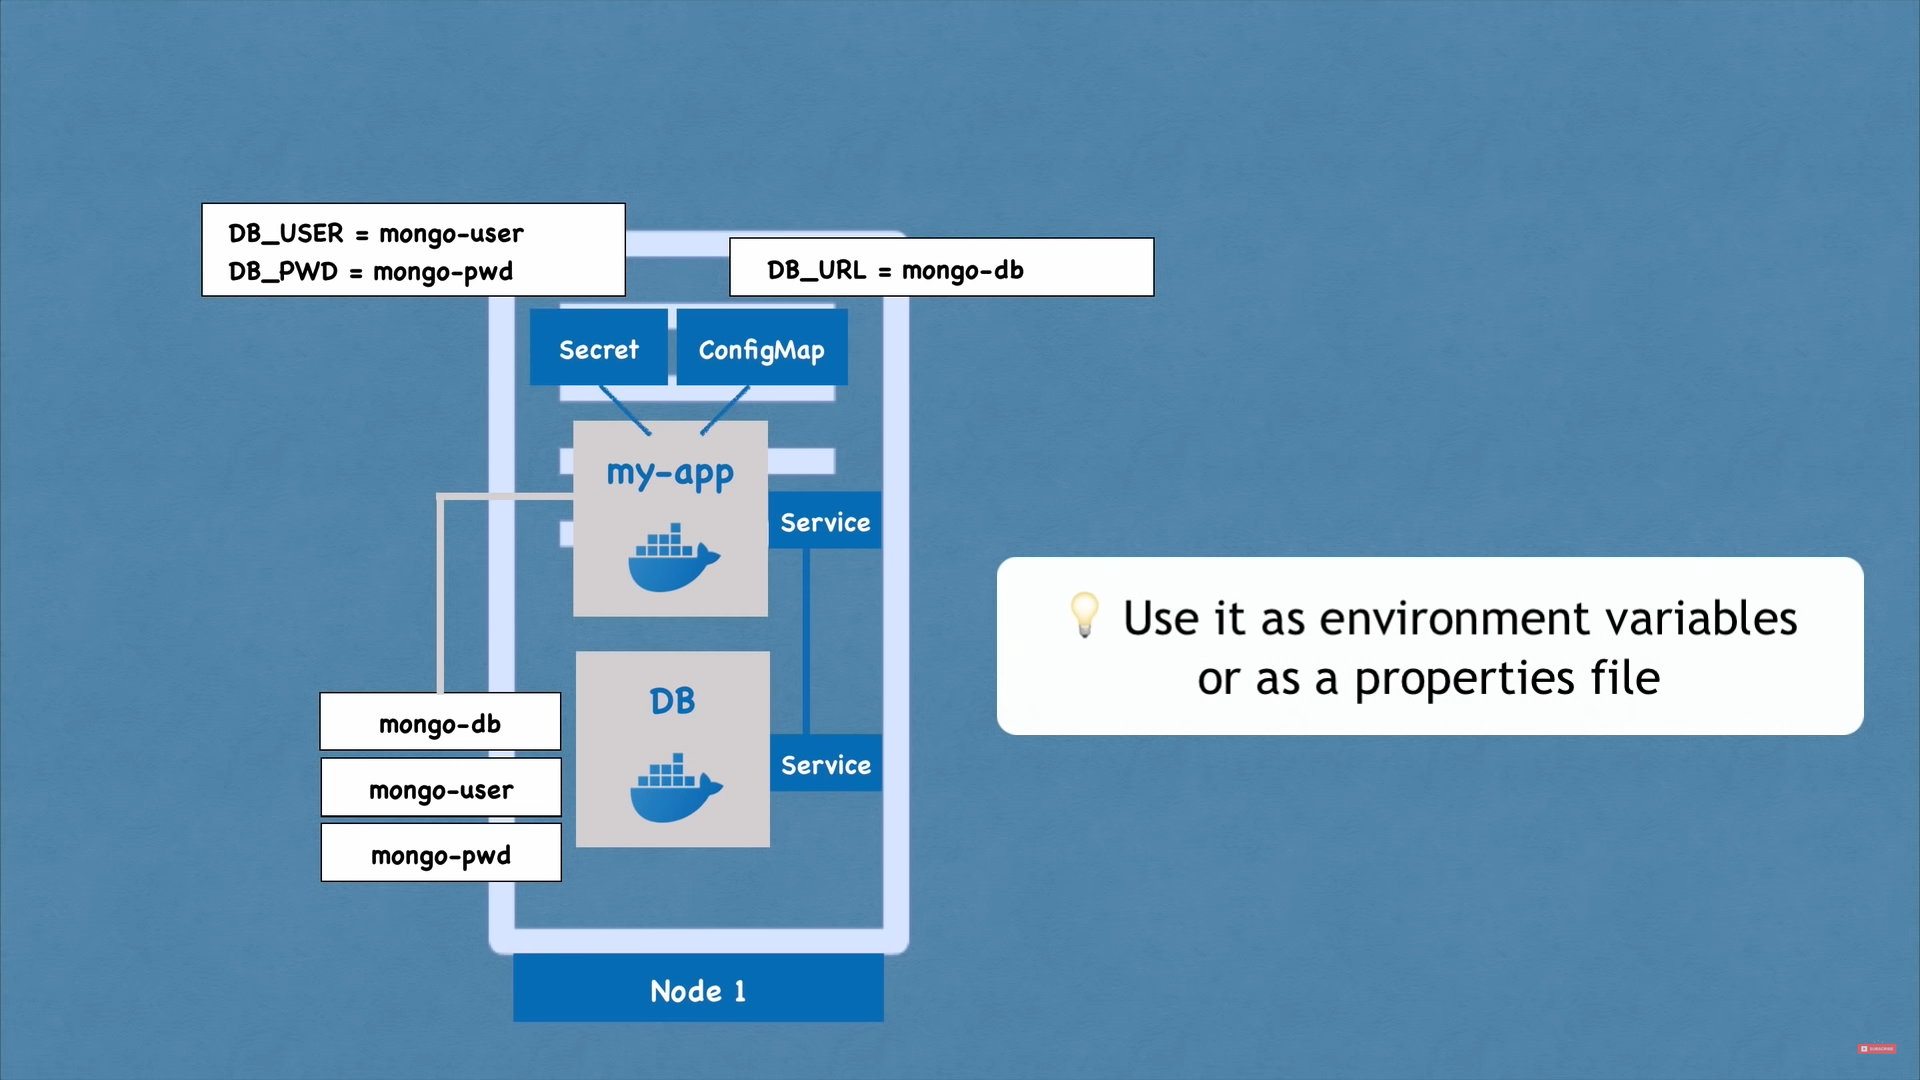 DB_USER = mongo-user
DB_PWD = mongo-pwd
DB_URL = mongo-db
Secret
ConfigMap
my-app
Service
Use it as environment variables
or as a properties file
DB
Service
mongo-db
mongo-user
mongo-pwd
Node 1
SUBSCRIBE